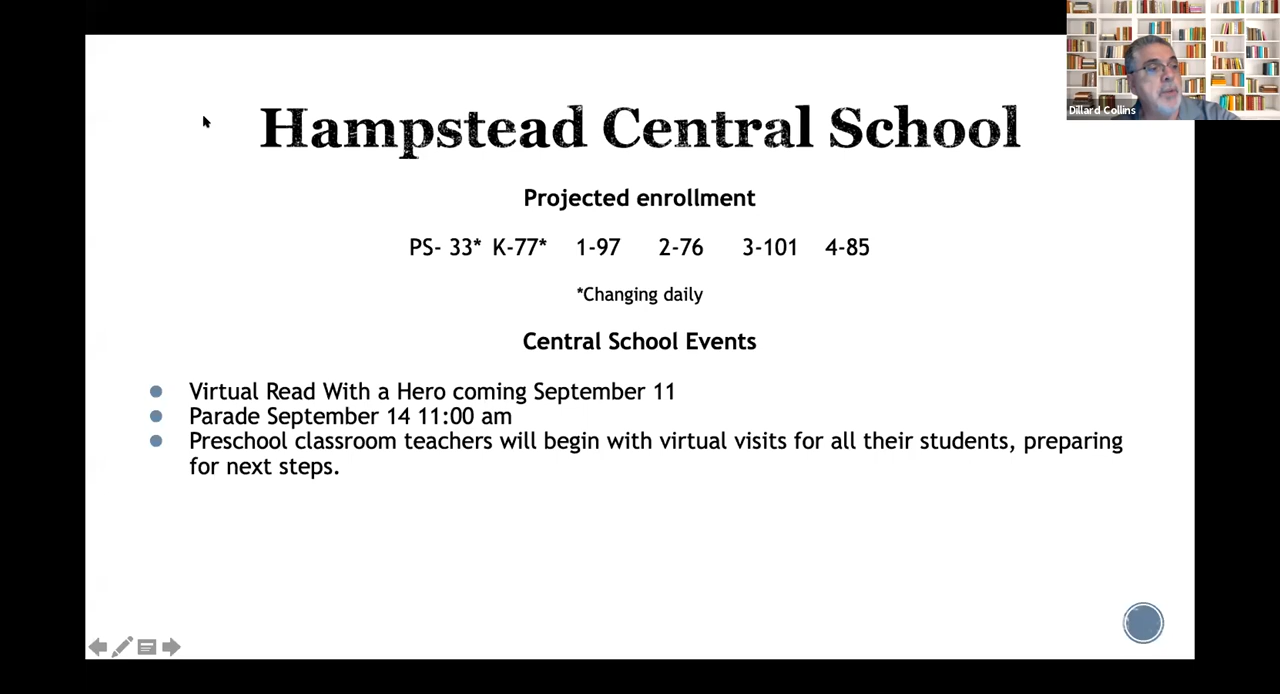 Hampstead Central School
Dillard Collins
Projected enrollment
PS- 33* K-77* 1-97 2-76 3-101 4-85
*Changing daily
Central School Events
Virtual Read With a Hero coming September 11
Parade September 14 11:00 am
Preschool classroom teachers will begin with virtual visits for all their students, preparing
for next steps.